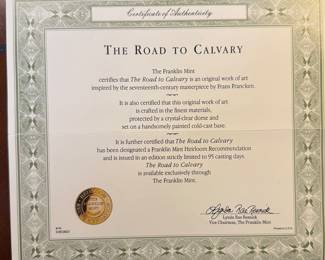 Certificate of Authenticity
THE ROAD TO CALVARY
The Franklin Mint
certifies that The Road to Calvary is an original work of art
inspired by the seventeenth-century masterpiece by Frans Francken.
It is also certified that this original work of art
is crafted in the finest materials,
protected by a crystal-clear dome and
set on a handsomely painted cold-cast base.
It is further certified that The Road to Calvary
has been designated a Franklin Mint Heirloom Recommendation
and is issued in an edition strictly limited to 95 casting days.
The Road to Calvary
is available exclusively through
The Franklin Mint.
Lynda Rae Resnick
Lynda Rae Resnick
Vice Chairman, The Franklin Mint